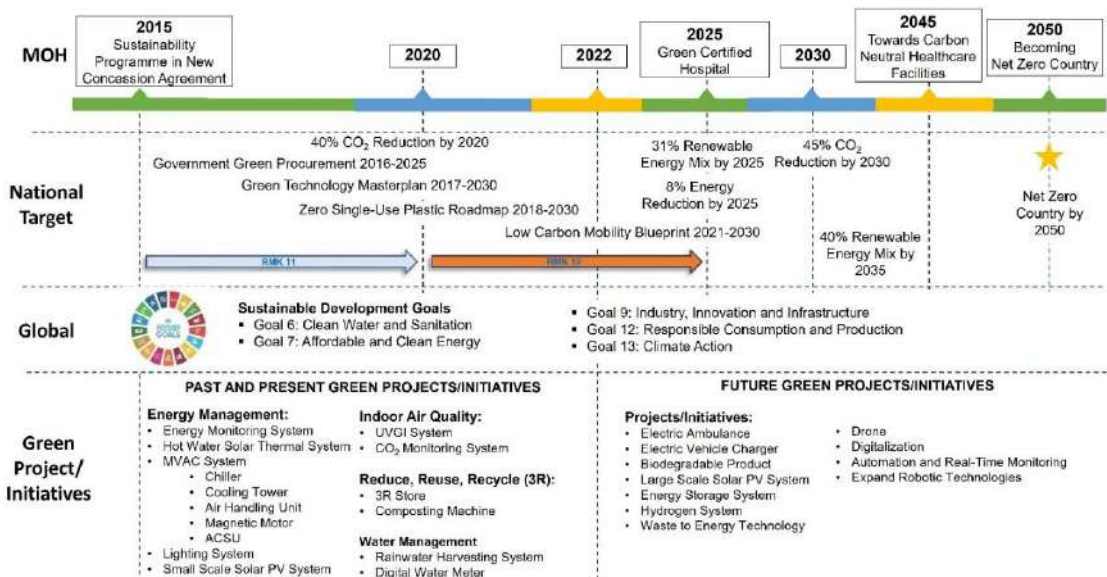 MOH
2015
Sustainability
Programme in New
Concession Agreement
2020
2022
2025
Green Certified
Hospital
2030
2045
Towards Carbon
Neutral Healthcare
Facilities
2050
Becoming
Net Zero Country
National
Target
40% CO₂ Reduction by 2020
Government Green Procurement 2016-2025
Green Technology Masterplan 2017-2030
Zero Single-Use Plastic Roadmap 2018-2030
Low Carbon Mobility Blueprint 2021-2030
31% Renewable
Energy Mix by 2025
8% Energy
Reduction by 2025
45% CO₂
Reduction by 2030
40% Renewable
Energy Mix by
2035
Net Zero
Country by
2050
RMK 11
RMK 12
Global
GOALS
Sustainable Development Goals
▪ Goal 6: Clean Water and Sanitation
▪ Goal 7: Affordable and Clean Energy
▪ Goal 9: Industry, Innovation and Infrastructure
▪ Goal 12: Responsible Consumption and Production
▪ Goal 13: Climate Action
Green
Project/
Initiatives
PAST AND PRESENT GREEN PROJECTS/INITIATIVES
Energy Management:
• Energy Monitoring System
• Hot Water Solar Thermal System
• MVAC System
• Chiller
• Cooling Tower
• Air Handling Unit
• Magnetic Motor
• ACSU
• Lighting System
• Small Scale Solar PV System
Indoor Air Quality:
• UVGI System
• CO₂ Monitoring System
Reduce, Reuse, Recycle (3R):
• 3R Store
• Composting Machine
Water Management
• Rainwater Harvesting System
• Digital Water Meter
FUTURE GREEN PROJECTS/INITIATIVES
Projects/Initiatives:
• Electric Ambulance
• Electric Vehicle Charger
• Biodegradable Product
• Large Scale Solar PV System
• Energy Storage System
• Hydrogen System
• Waste to Energy Technology
• Drone
• Digitalization
• Automation and Real-Time Monitoring
• Expand Robotic Technologies